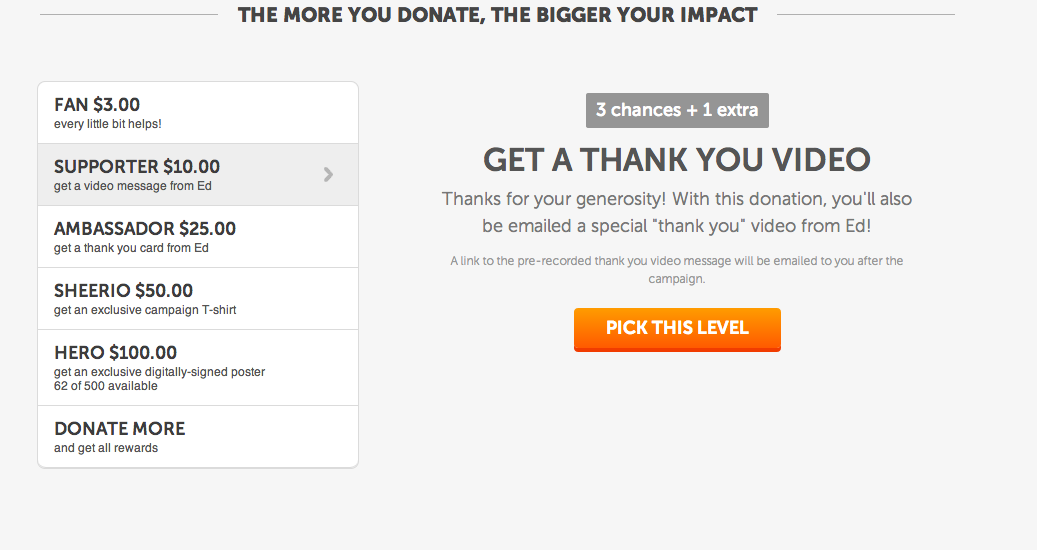 THE MORE YOU DONATE, THE BIGGER YOUR IMPACT
FAN $3.00
every little bit helps!
SUPPORTER $10.00
get a video message from Ed
AMBASSADOR $25.00
get a thank you card from Ed
SHEERIO $50.00
get an exclusive campaign T-shirt
HERO $100.00
get an exclusive digitally-signed poster
62 of 500 available
DONATE MORE
and get all rewards
3 chances + 1 extra
GET A THANK YOU VIDEO
Thanks for your generosity! With this donation, you'll also
be emailed a special "thank you" video from Ed!
A link to the pre-recorded thank you video message will be emailed to you after the
campaign.
PICK THIS LEVEL